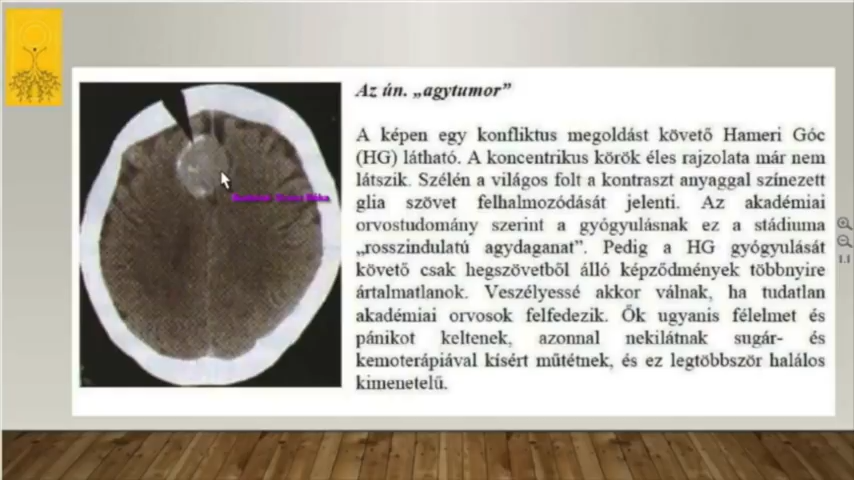 Az ún. „agytumor”
A képen egy konfliktus megoldást követő Hameri Góc
(HG) látható. A koncentrikus körök éles rajzolata már nem
látszik. Szélén a világos folt a kontraszt anyaggal színezett
glia szövet felhalmozódását jelenti. Az akadémiai
orvostudomány szerint a gyógyulásnak ez a stádiuma
„rosszindulatú agydaganat”. Pedig a HG gyógyulását
követő csak hegszövetből álló képződmények többnyire
ártalmatlanok. Veszélyessé akkor válnak, ha tudatlan
akadémiai orvosok felfedezik. Ők ugyanis félelmet és
pánikot keltenek, azonnal nekilátnak sugár- és
kemoterápiával kísért műtétnek, és ez legtöbbször halálos
kimenetelű.
1:1